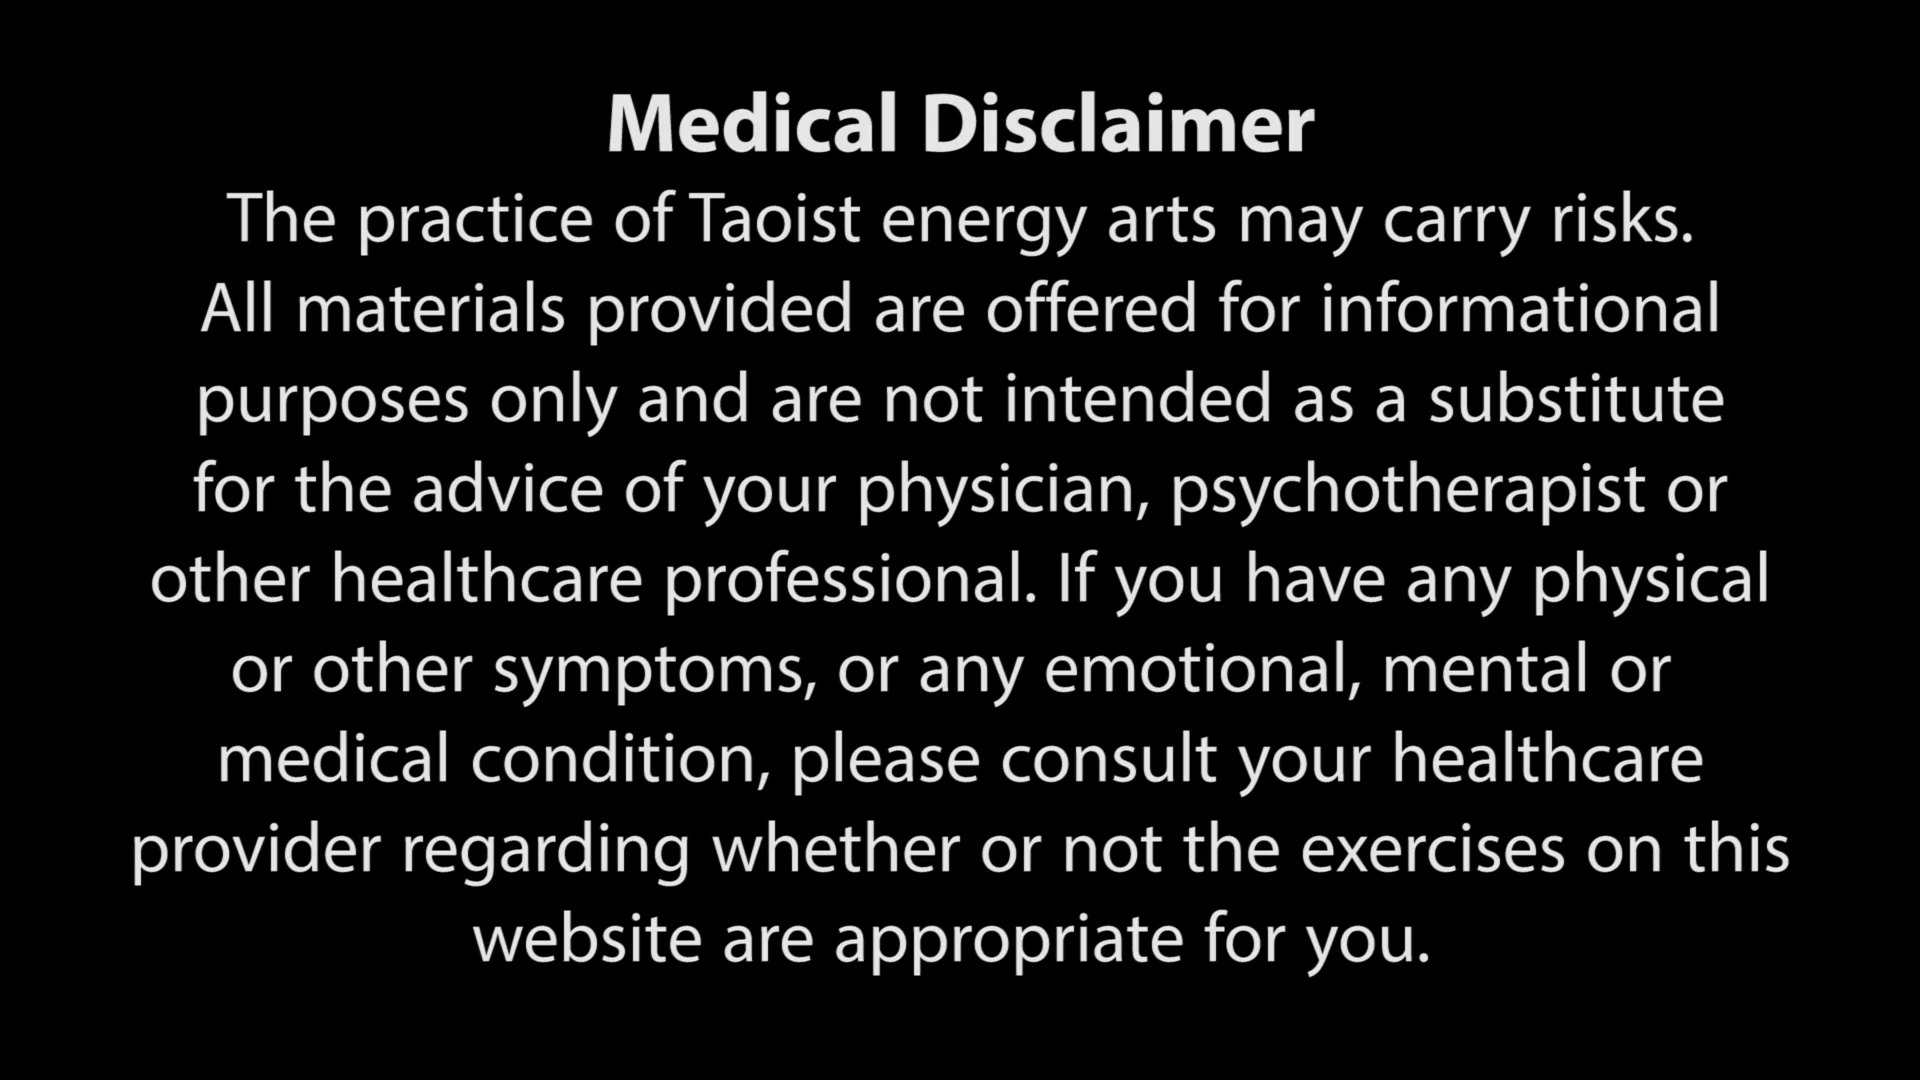 Medical Disclaimer
The practice of Taoist energy arts may carry risks.
All materials provided are offered for informational
purposes only and are not intended as a substitute
for the advice of your physician, psychotherapist or
other healthcare professional. If you have any physical
or other symptoms, or any emotional, mental or
medical condition, please consult your healthcare
provider regarding whether or not the exercises on this
website are appropriate for you.